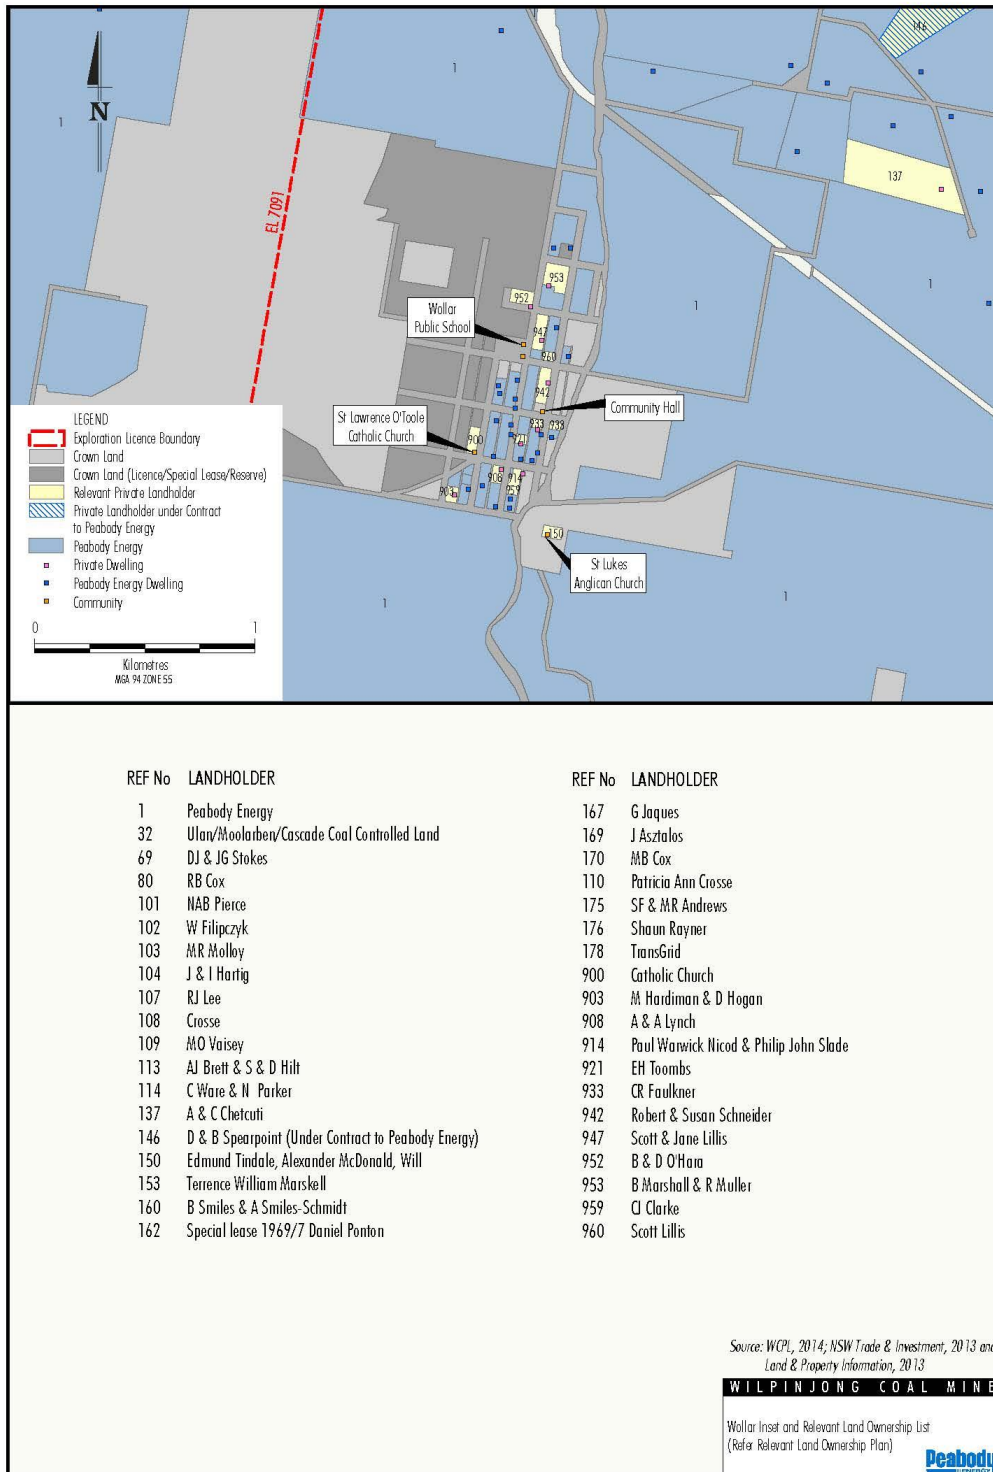 146
1
N
1
EL 7091
137
1
953
952
Wollar
Public School
947
1
960
942
Community Hall
St Lawrence O'Toole
Catholic Church
933
933
900
921
908
914
903
959
150
St Lukes
Anglican Church
1
1
LEGEND
Exploration Licence Boundary
Crown Land
Crown Land (Licence/Special Lease/Reserve)
Relevant Private Landholder
Private Landholder under Contract
to Peabody Energy
Peabody Energy
Private Dwelling
Peabody Energy Dwelling
Community
0 1
Kilometres
MGA 94 ZONE 55
REF No LANDHOLDER
1 Peabody Energy
32 Ulan/Moolarben/Cascade Coal Controlled Land
69 DJ & JG Stokes
80 RB Cox
101 NAB Pierce
102 W Filipczyk
103 MR Molloy
104 J & I Hartig
107 RJ Lee
108 Crosse
109 MO Vaisey
113 AJ Brett & S & D Hilt
114 C Ware & N Parker
137 A & C Chetcuti
146 D & B Spearpoint (Under Contract to Peabody Energy)
150 Edmund Tindale, Alexander McDonald, Will
153 Terrence William Marskell
160 B Smiles & A Smiles-Schmidt
162 Special lease 1969/7 Daniel Ponton
REF No LANDHOLDER
167 G Jaques
169 J Asztalos
170 MB Cox
110 Patricia Ann Crosse
175 SF & MR Andrews
176 Shaun Rayner
178 TransGrid
900 Catholic Church
903 M Hardiman & D Hogan
908 A & A Lynch
914 Paul Warwick Nicod & Philip John Slade
921 EH Toombs
933 CR Faulkner
942 Robert & Susan Schneider
947 Scott & Jane Lillis
952 B & D O'Hara
953 B Marshall & R Muller
959 CJ Clarke
960 Scott Lillis
Source: WCPL, 2014; NSW Trade & Investment, 2013 and
Land & Property Information, 2013
WILPINJONG COAL MINE
Wollar Inset and Relevant Land Ownership List
(Refer Relevant Land Ownership Plan)
Peabody
ENERGY